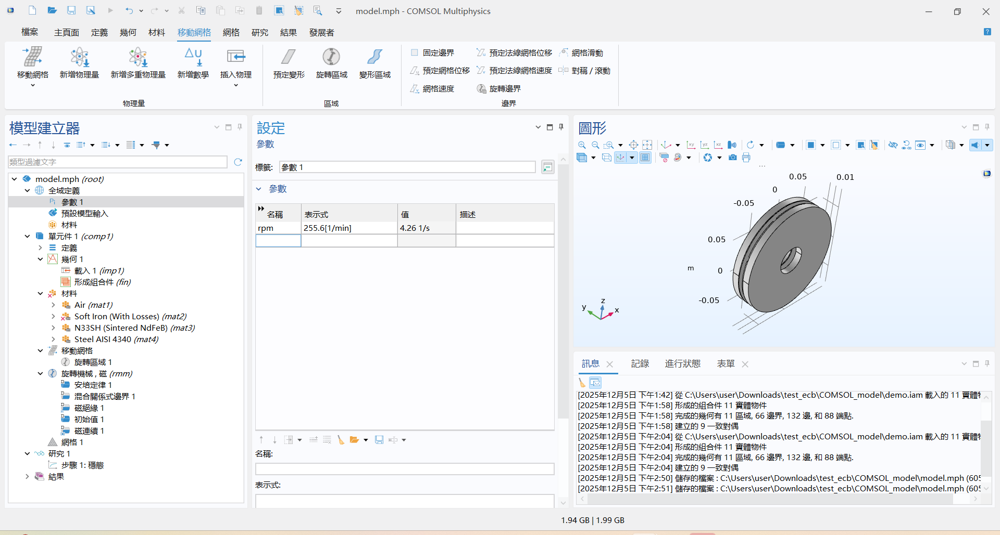 model.mph - COMSOL Multiphysics
檔案 主頁面 定義 幾何 材料 移動網格 網格 研究 結果 發展者
移動網格 新增物理量 新增多重物理量 新增數學 插入物理
物理量
預定變形 旋轉區域 變形區域
區域
固定邊界 預定法線網格位移 網格滑動
預定網格位移 預定法線網格速度 對稱 / 滾動
網格速度 旋轉邊界
邊界
模型建立器
類型過濾文字
model.mph (root)
全域定義
參數 1
預設模型輸入
材料
單元件 1 (comp1)
定義
幾何 1
載入 1 (imp1)
形成組合件 (fin)
材料
Air (mat1)
Soft Iron (With Losses) (mat2)
N33SH (Sintered NdFeB) (mat3)
Steel AISI 4340 (mat4)
移動網格
旋轉區域 1
旋轉機械 , 磁 (rmm)
安培定律 1
混合關係式邊界 1
磁絕緣 1
初始值 1
磁連續 1
網格 1
研究 1
步驟 1: 穩態
結果
設定
參數
標籤: 參數 1
參數
名稱 表示式 值 描述
rpm 255.6[1/min] 4.26 1/s
名稱:
表示式:
圖形
0.05 0.01
0
-0.05
0.05
m 0
-0.05
z
y x
訊息 記錄 進行狀態 表單
[2025年12月5日 下午1:42] 從 C:\Users\user\Downloads\test_ecb\COMSOL_model\demo.iam 載入的 11 實體物
[2025年12月5日 下午1:58] 形成的組合件 11 實體物件
[2025年12月5日 下午1:58] 完成的幾何有 11 區域, 66 邊界, 132 邊, 和 88 端點.
[2025年12月5日 下午1:58] 建立的 9 一致對偶
[2025年12月5日 下午2:04] 從 C:\Users\user\Downloads\test_ecb\COMSOL_model\demo.iam 載入的 11 實體物
[2025年12月5日 下午2:04] 形成的組合件 11 實體物件
[2025年12月5日 下午2:04] 完成的幾何有 11 區域, 66 邊界, 132 邊, 和 88 端點.
[2025年12月5日 下午2:04] 建立的 9 一致對偶
[2025年12月5日 下午2:50] 儲存的檔案 : C:\Users\user\Downloads\test_ecb\COMSOL_model\model.mph (605
[2025年12月5日 下午2:51] 儲存的檔案 : C:\Users\user\Downloads\test_ecb\COMSOL_model\model.mph (605
1.94 GB | 1.99 GB